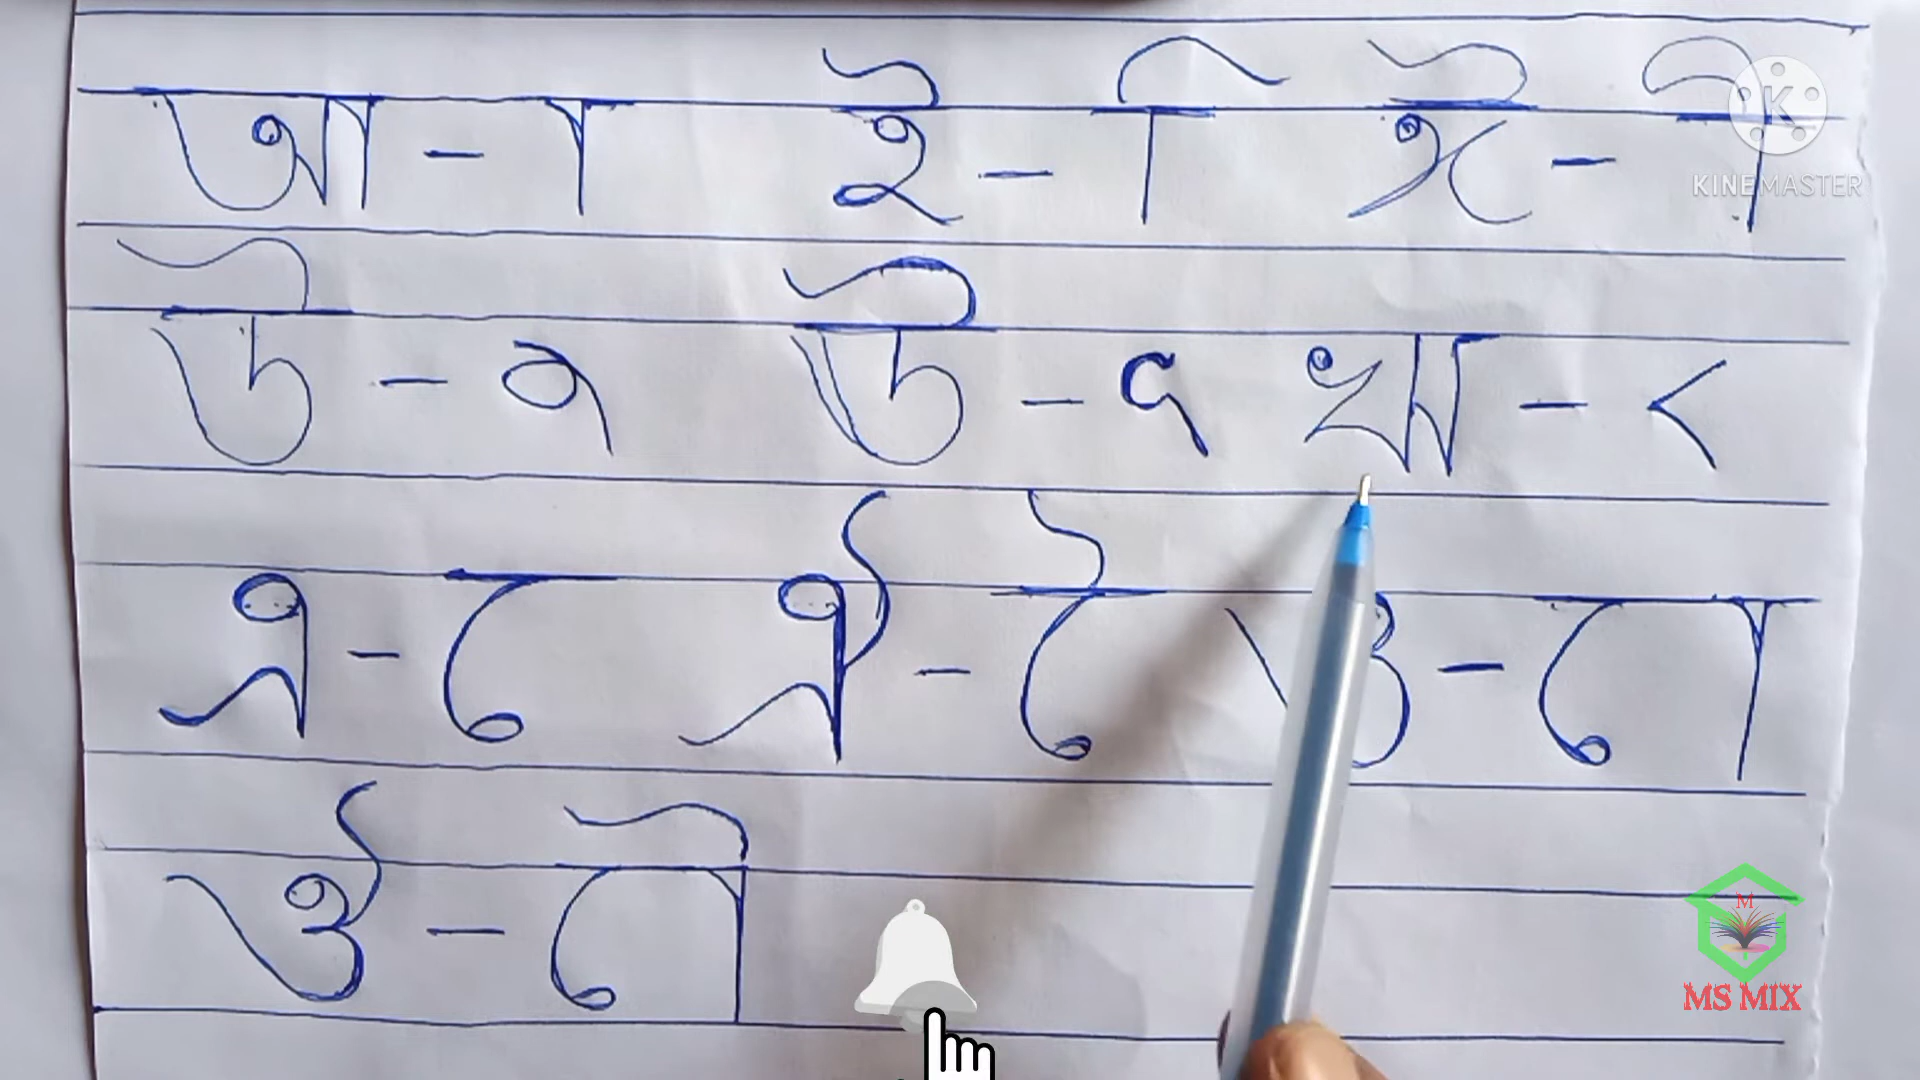 আ - া ই - ি ঈ - ী
উ - ু ঊ - ূ ঋ - ৃ
এ - ে ঐ - ৈ ও - ো
ঔ - ৌ
KINEMASTER
M
MS MIX